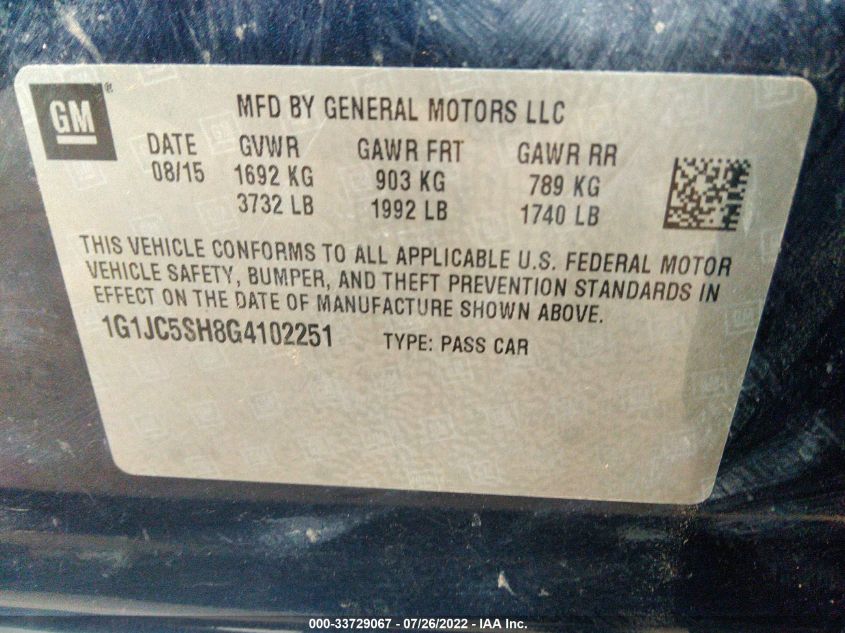 GM ®
MFD BY GENERAL MOTORS LLC
DATE GVWR GAWR FRT GAWR RR
08/15 1692 KG 903 KG 789 KG
3732 LB 1992 LB 1740 LB
THIS VEHICLE CONFORMS TO ALL APPLICABLE U.S. FEDERAL MOTOR
VEHICLE SAFETY, BUMPER, AND THEFT PREVENTION STANDARDS IN
EFFECT ON THE DATE OF MANUFACTURE SHOWN ABOVE.
1G1JC5SH8G4102251 TYPE: PASS CAR
000-33729067 / 07/26/2022 - IAA Inc.